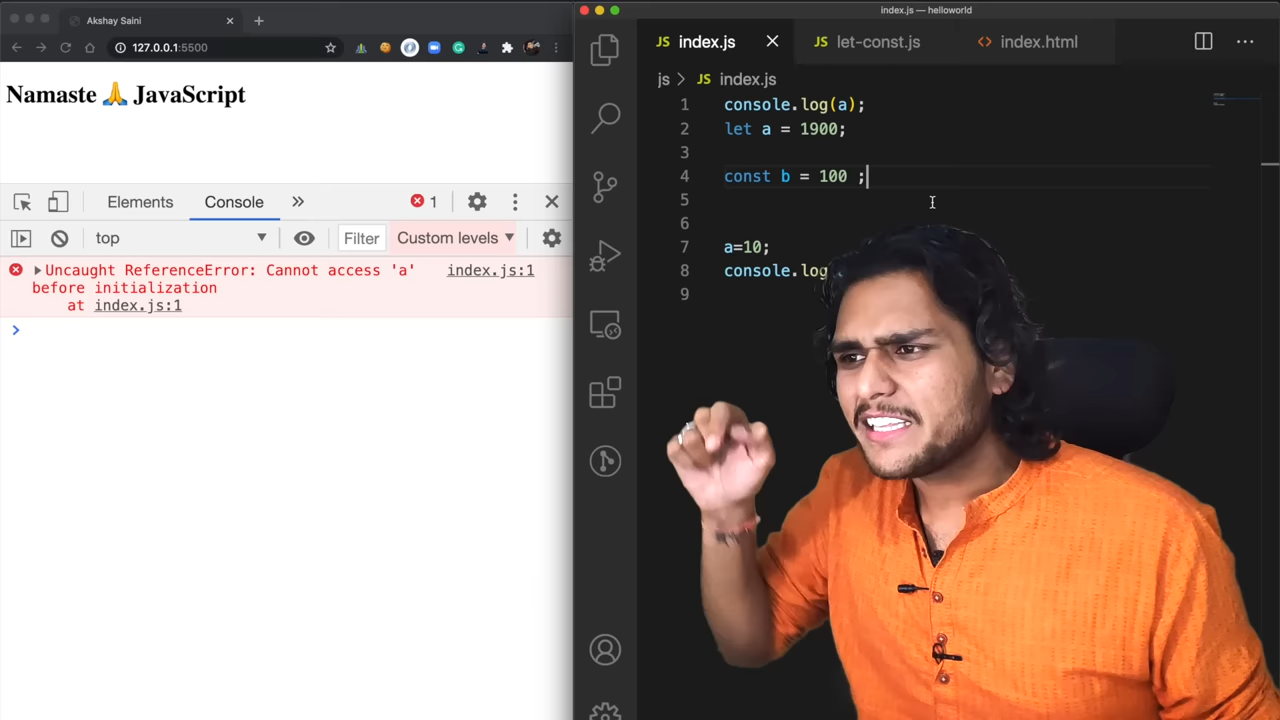 Akshay Saini
127.0.0.1:5500
Namaste 🙏 JavaScript
Elements
Console
1
top
Filter
Custom levels
Uncaught ReferenceError: Cannot access 'a' index.js:1
before initialization
at index.js:1
index.js — helloworld
JS index.js
JS let-const.js
<> index.html
js > JS index.js
1 console.log(a);
2 let a = 1900;
3
4 const b = 100 ;
5
6
7 a=10;
8 console.log
9